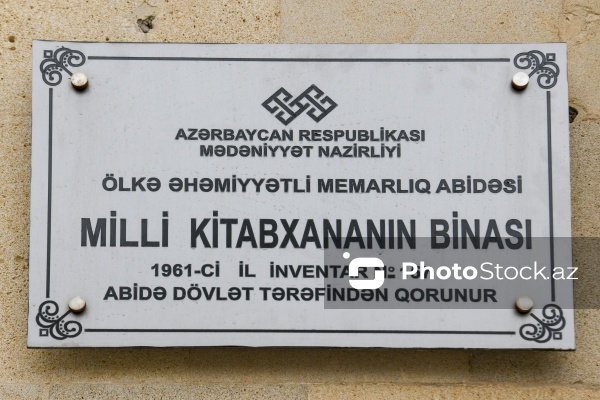 AZƏRBAYCAN RESPUBLİKASI
MƏDƏNİYYƏT NAZİRLİYİ
ÖLKƏ ƏHƏMİYYƏTLİ MEMARLIQ ABİDƏSİ
MİLLİ KİTABXANANIN BİNASI
1961-Cİ İL İNVENTAR №
ABİDƏ DÖVLƏT TƏRƏFİNDƏN QORUNUR
PhotoStock.az